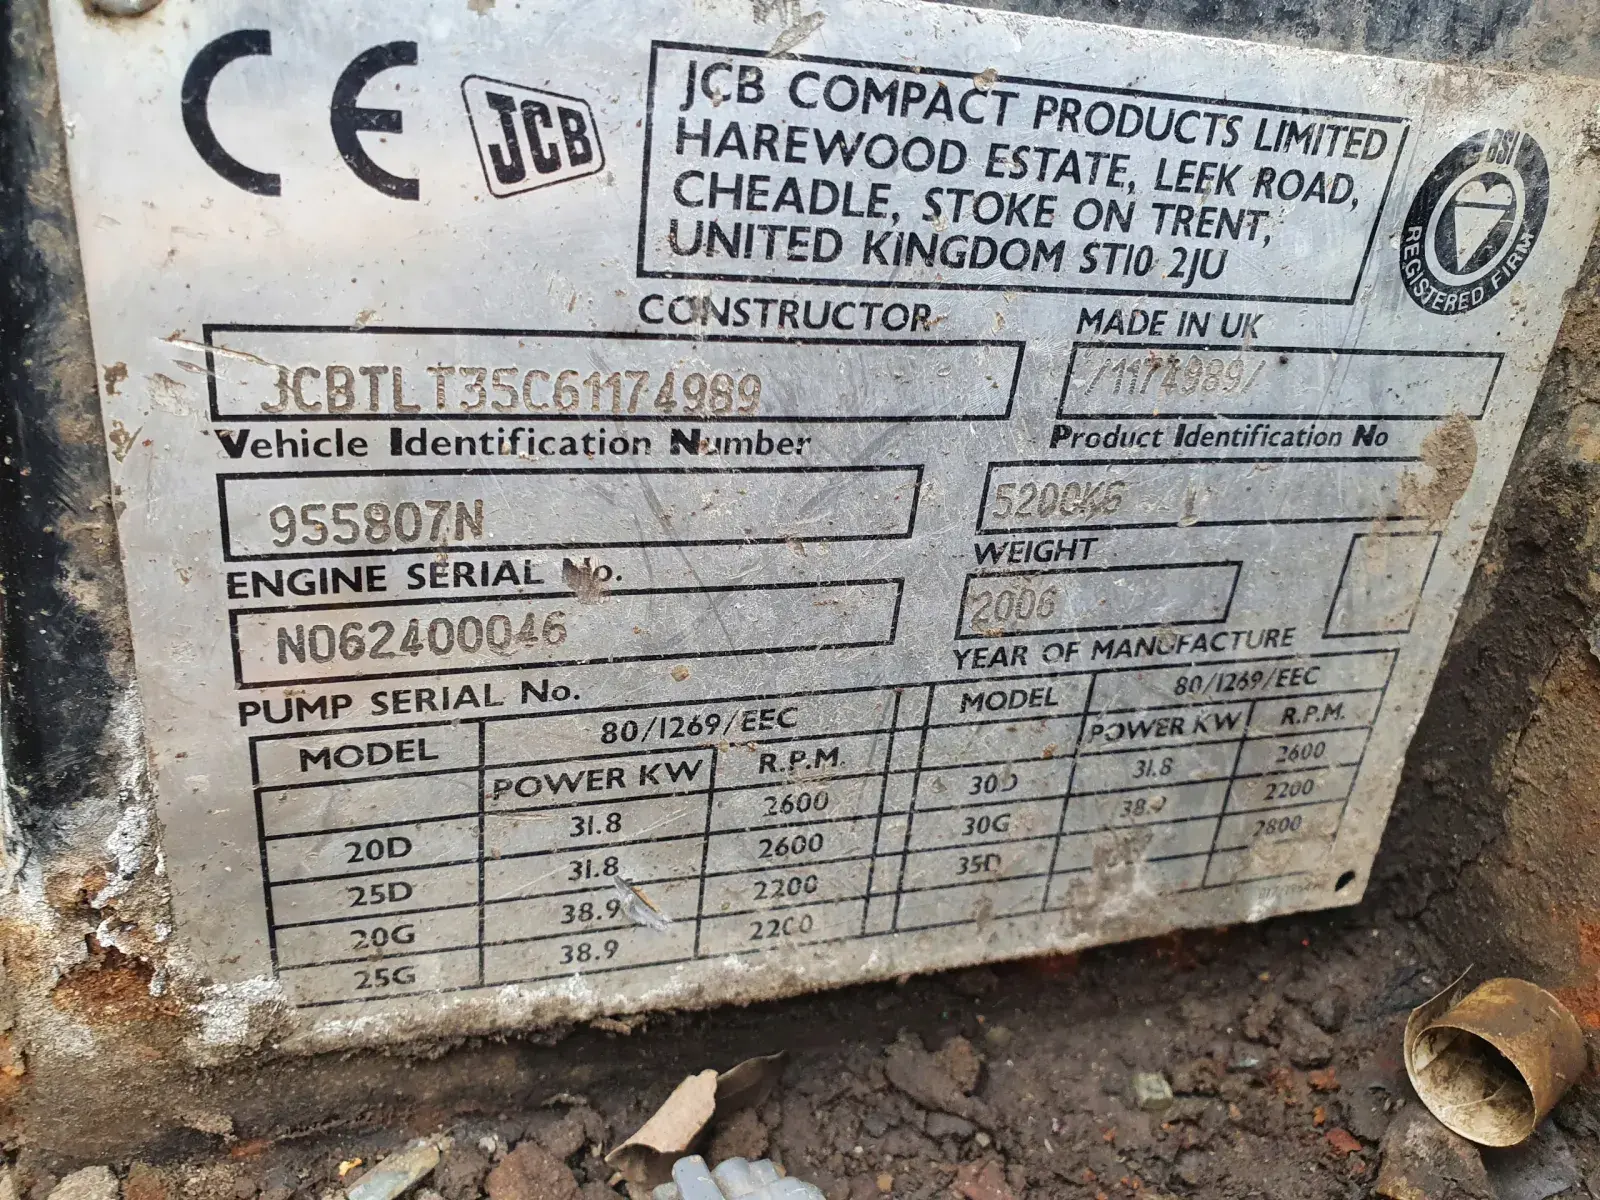 CE
JCB
JCB COMPACT PRODUCTS LIMITED
HAREWOOD ESTATE, LEEK ROAD,
CHEADLE, STOKE ON TRENT,
UNITED KINGDOM ST10 2JU
BSI
REGISTERED FIRM
CONSTRUCTOR
MADE IN UK
JCBTLT35C61174989
/1174989/
Vehicle Identification Number
Product Identification No
955807N
5200KG
ENGINE SERIAL No.
WEIGHT
N062400046
2006
PUMP SERIAL No.
YEAR OF MANUFACTURE
MODEL 80/1269/EEC MODEL 80/1269/EEC
POWER KW R.P.M. POWER KW R.P.M.
20D 31.8 2600 30D 31.8 2600
25D 31.8 2600 30G 38.9 2200
20G 38.9 2200 35D 2800
25G 38.9 2200